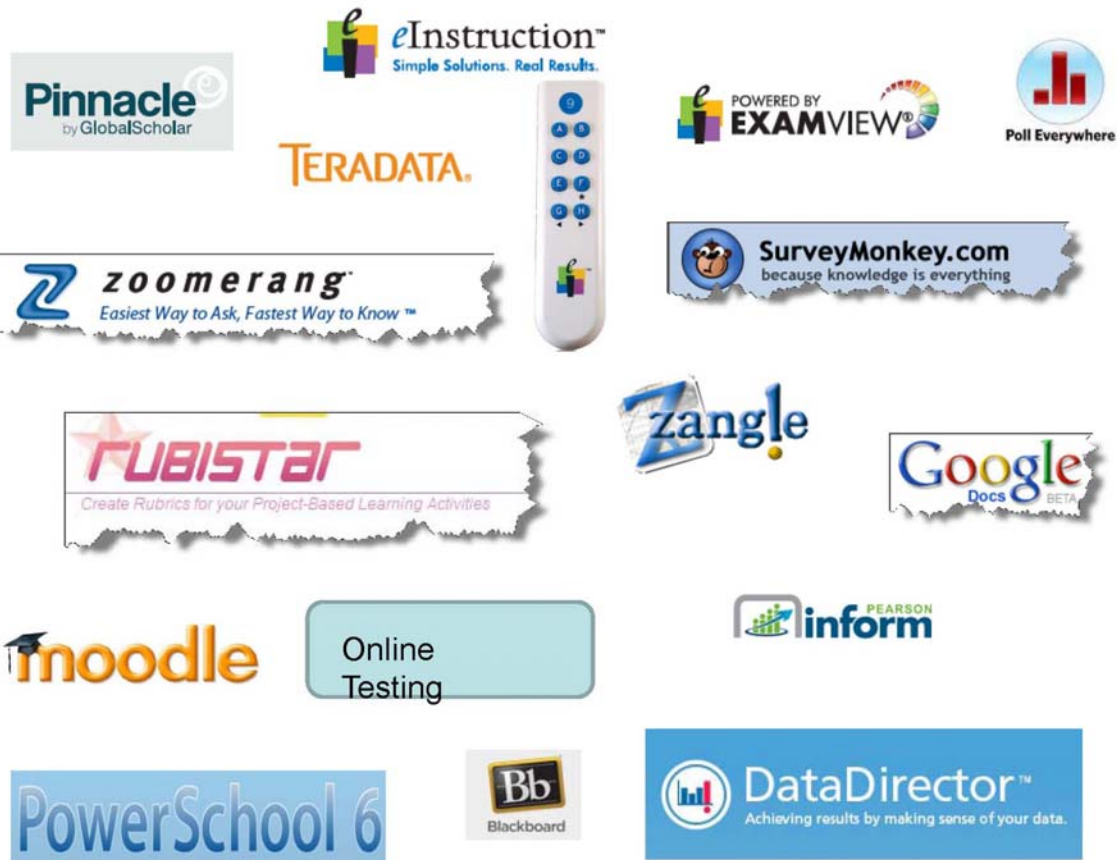 eInstruction™
Simple Solutions. Real Results.
Pinnacle
by GlobalScholar
POWERED BY
EXAMVIEW®
Poll Everywhere
TERADATA®
9
A B
C D
E F
G H
e™
zoomerang™
Easiest Way to Ask, Fastest Way to Know ™
SurveyMonkey.com
because knowledge is everything
zangle
rubistar
Create Rubrics for your Project-Based Learning Activities
Google
Docs BETA
PEARSON
inform
moodle
Online
Testing
PowerSchool 6
Bb
Blackboard
DataDirector™
Achieving results by making sense of your data.